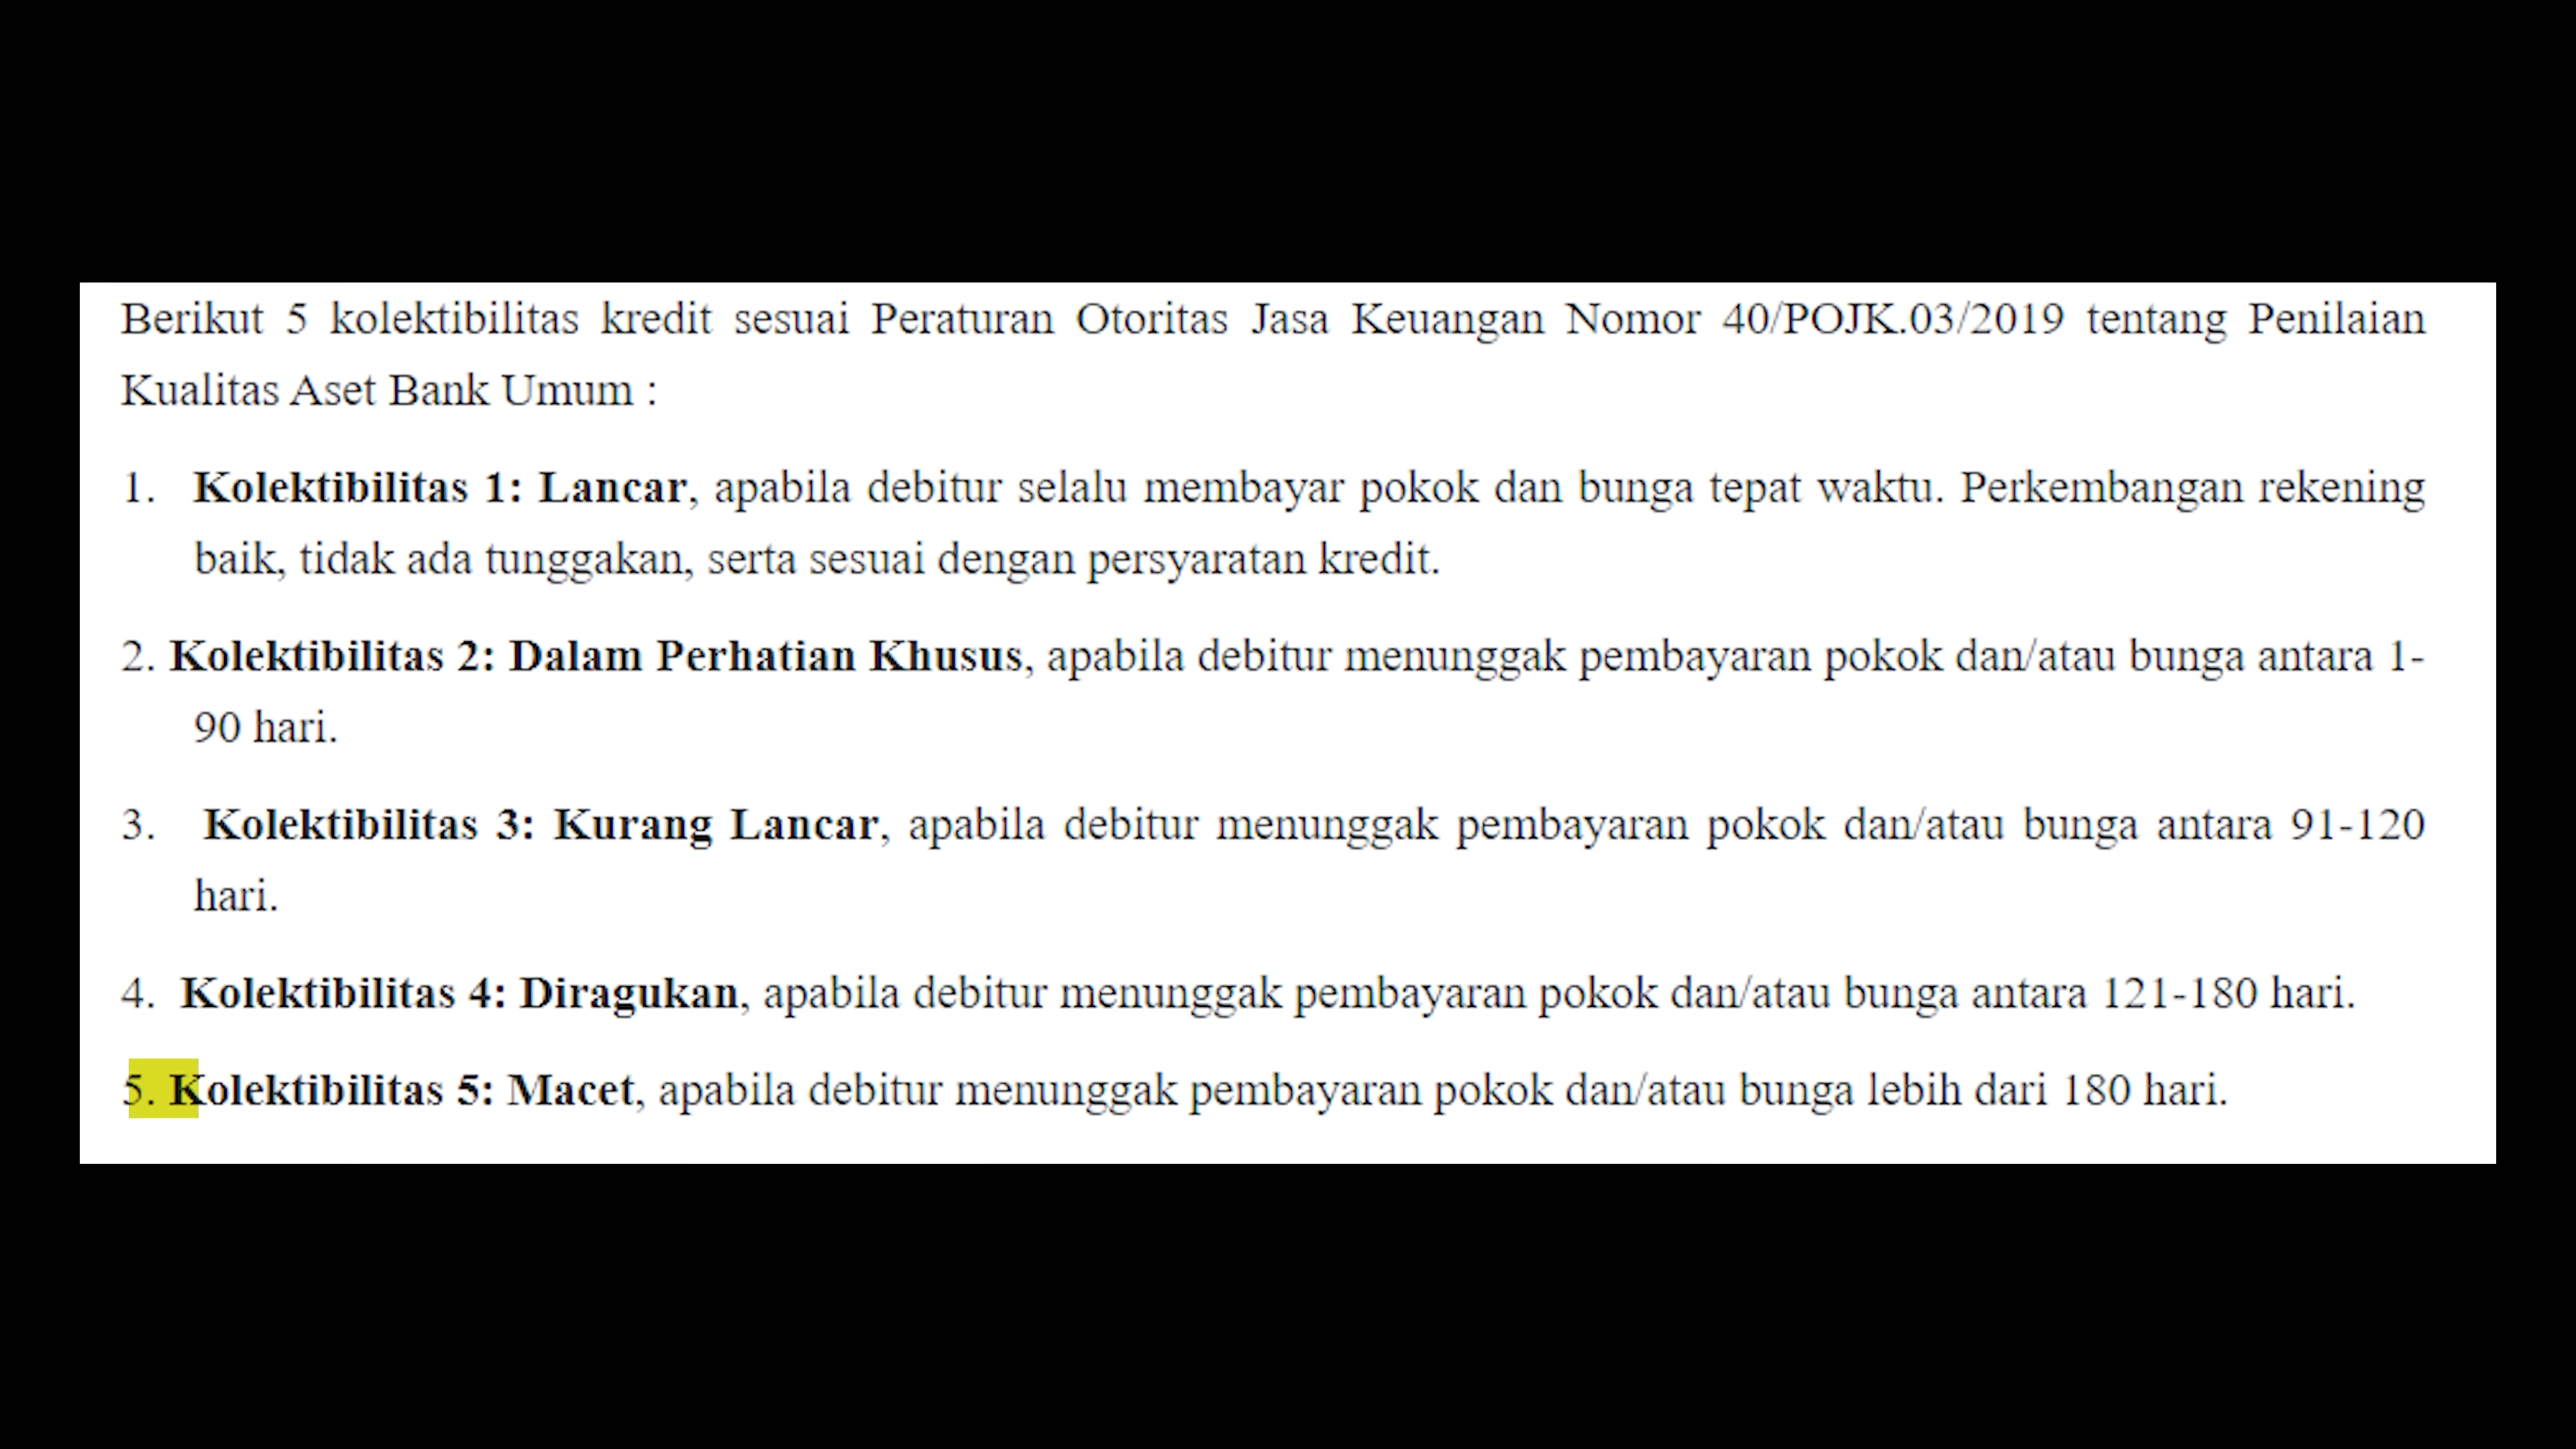 Berikut 5 kolektibilitas kredit sesuai Peraturan Otoritas Jasa Keuangan Nomor 40/POJK.03/2019 tentang Penilaian
Kualitas Aset Bank Umum :
1. Kolektibilitas 1: Lancar, apabila debitur selalu membayar pokok dan bunga tepat waktu. Perkembangan rekening
baik, tidak ada tunggakan, serta sesuai dengan persyaratan kredit.
2. Kolektibilitas 2: Dalam Perhatian Khusus, apabila debitur menunggak pembayaran pokok dan/atau bunga antara 1-
90 hari.
3. Kolektibilitas 3: Kurang Lancar, apabila debitur menunggak pembayaran pokok dan/atau bunga antara 91-120
hari.
4. Kolektibilitas 4: Diragukan, apabila debitur menunggak pembayaran pokok dan/atau bunga antara 121-180 hari.
5. Kolektibilitas 5: Macet, apabila debitur menunggak pembayaran pokok dan/atau bunga lebih dari 180 hari.